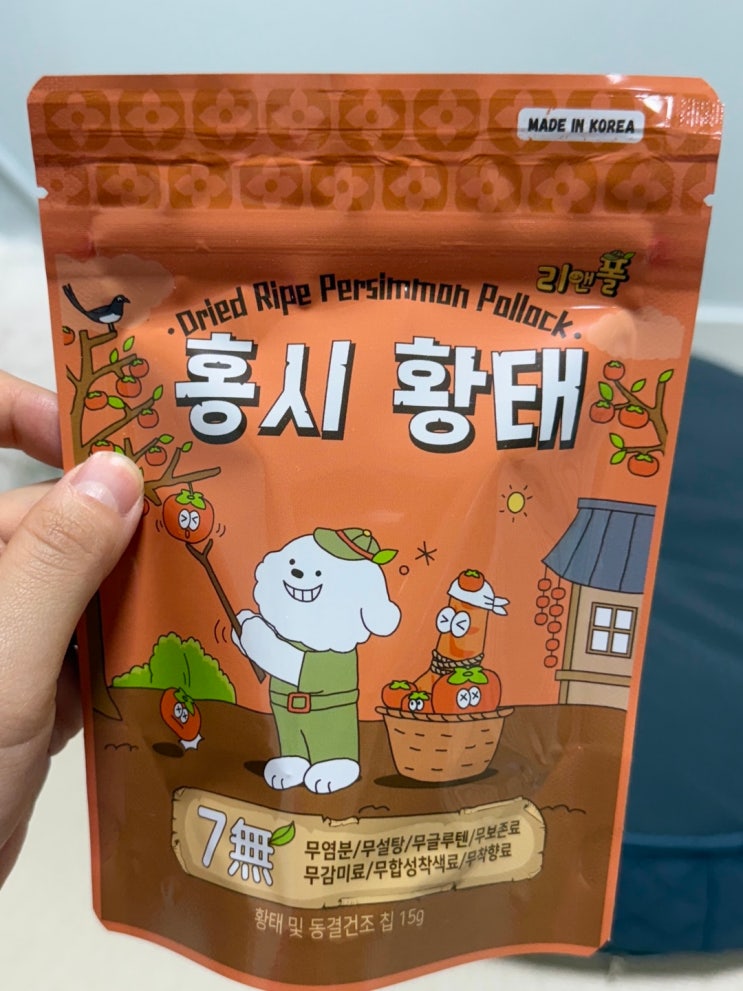 MADE IN KOREA
리앤폴
·Dried Ripe Persimmon Pollack·
홍시 황태
7無
무염분/무설탕/무글루텐/무보존료
무감미료/무합성착색료/무착향료
황태 및 동결건조 칩 15g